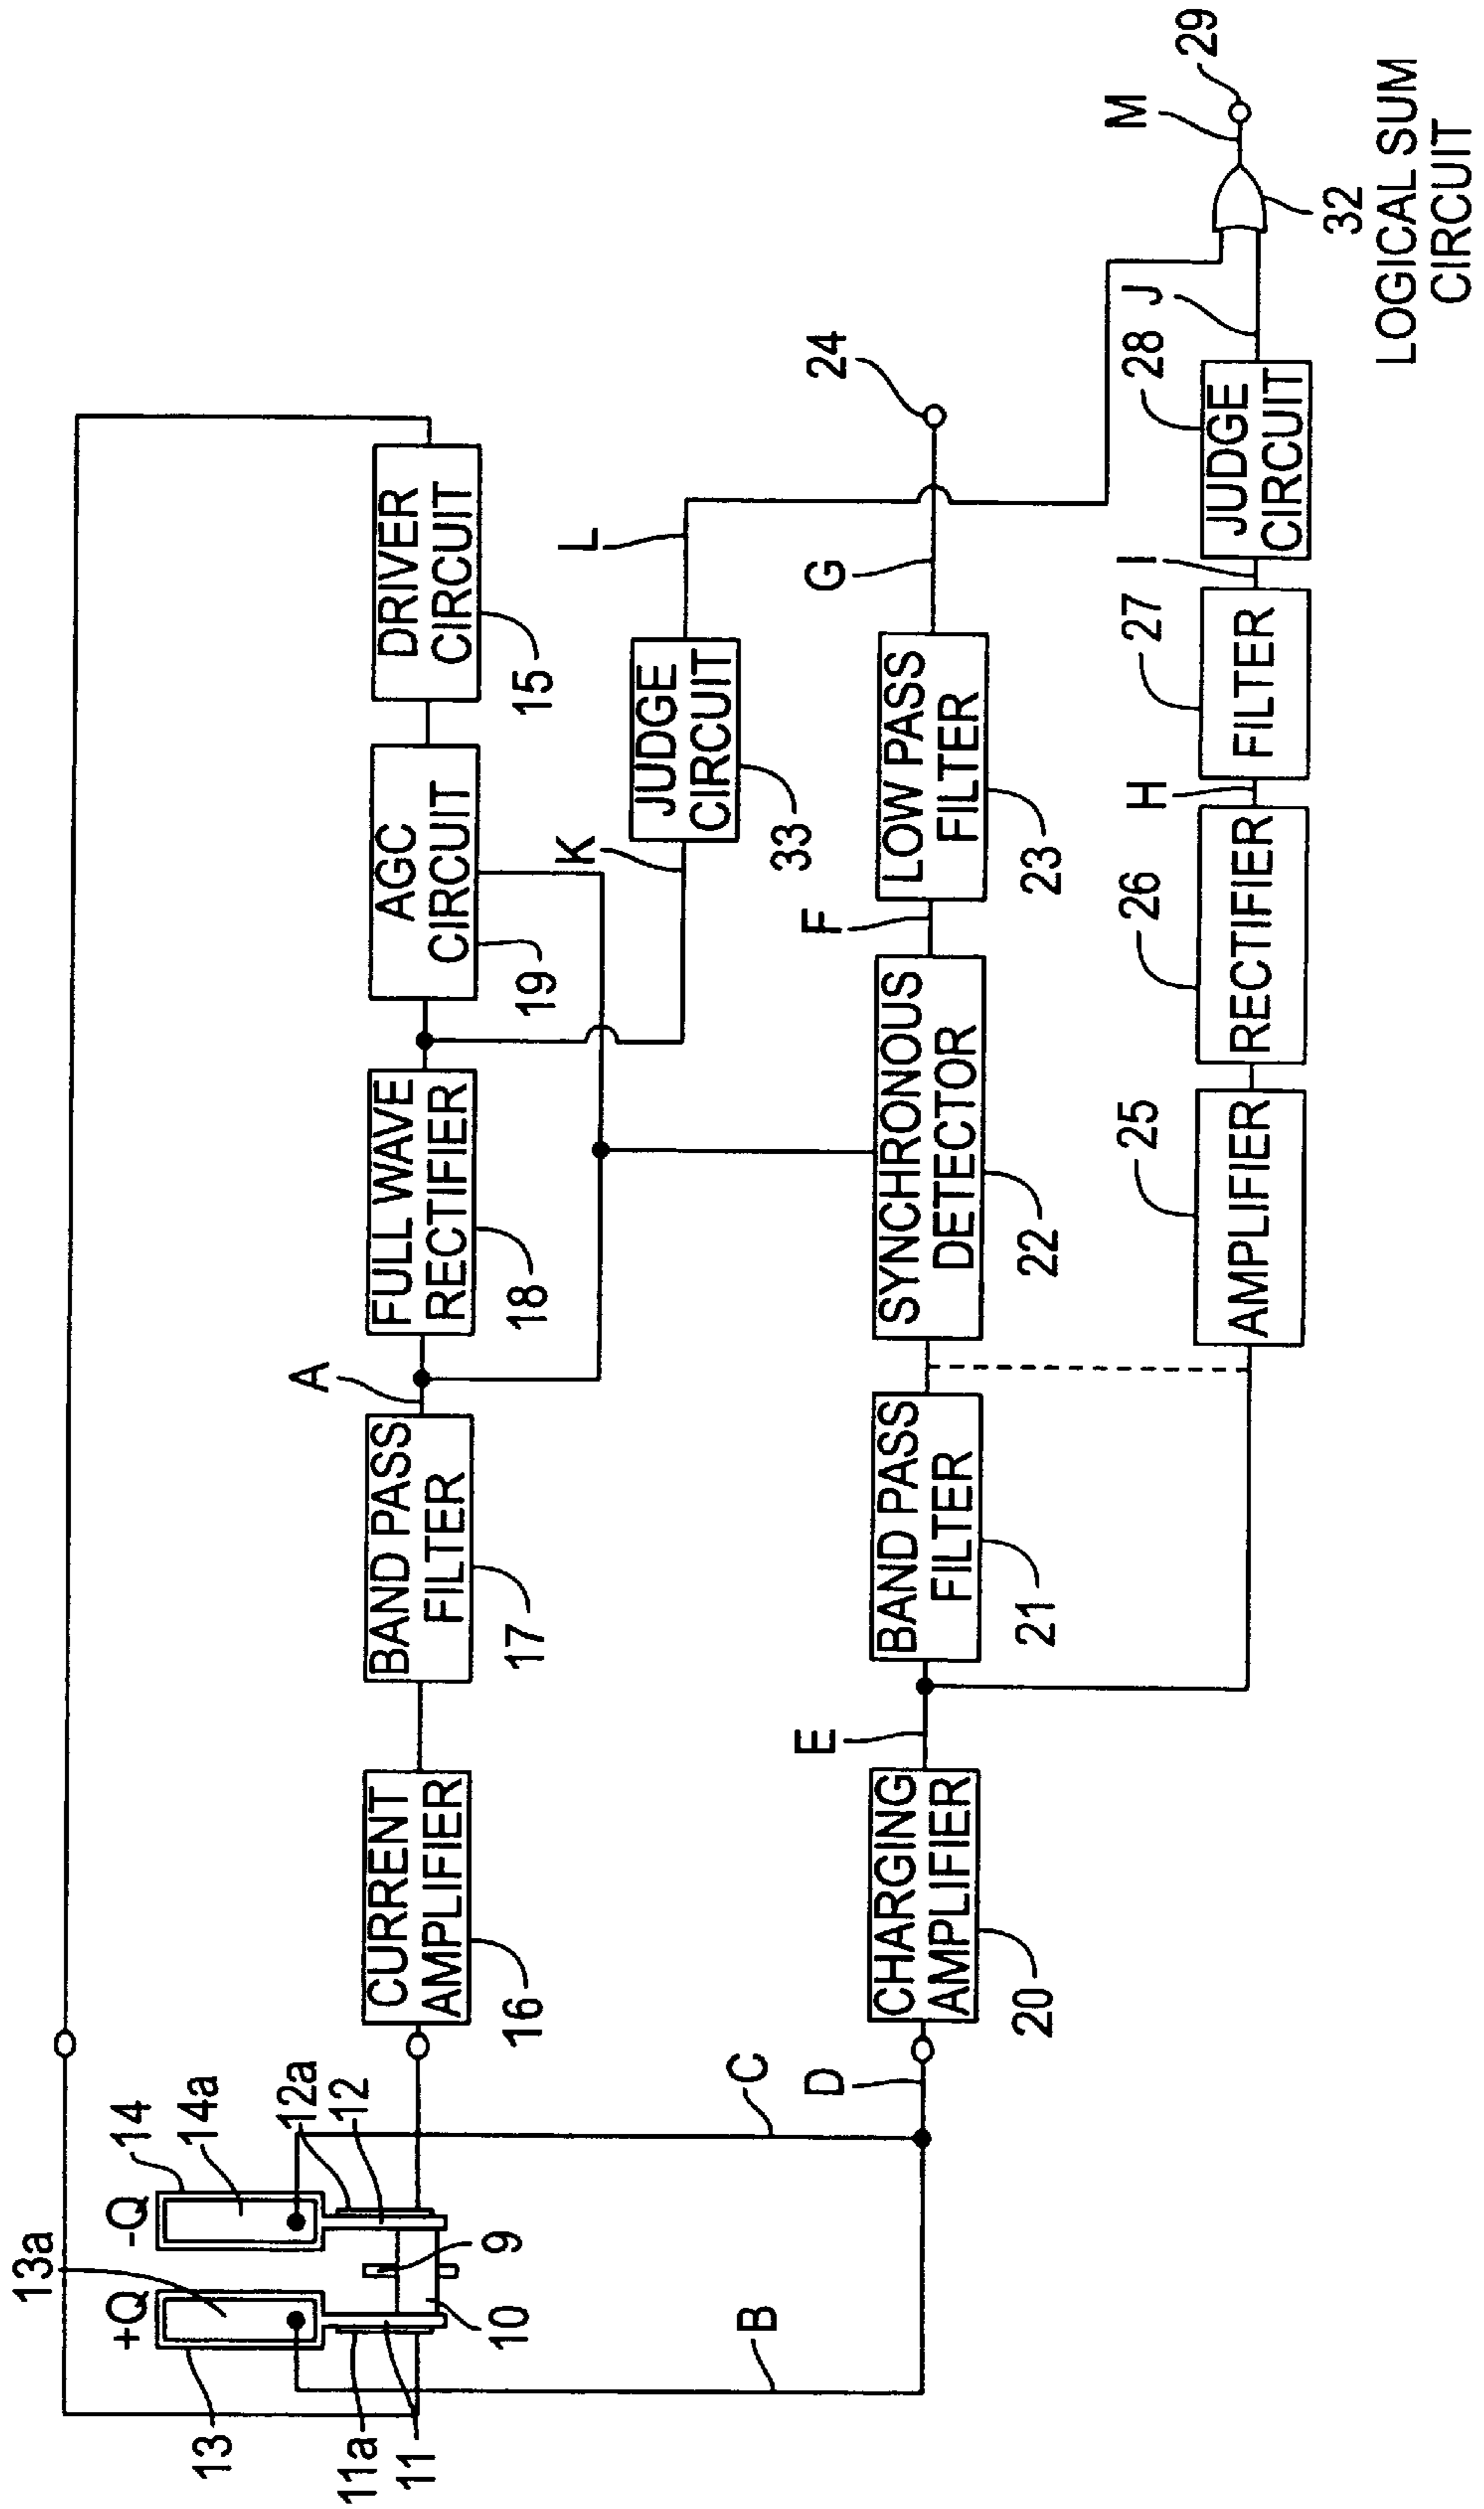 13a
+Q
-Q
14
14a
12a
12
13
11a
11
10
9
B
C
D
CURRENT
AMPLIFIER
16
BAND PASS
FILTER
17
A
FULL WAVE
RECTIFIER
18
AGC
CIRCUIT
19
DRIVER
CIRCUIT
15
K
JUDGE
CIRCUIT
33
L
CHARGING
AMPLIFIER
20
E
BAND PASS
FILTER
21
SYNCHRONOUS
DETECTOR
22
F
LOW PASS
FILTER
23
G
24
AMPLIFIER
25
RECTIFIER
26
H
FILTER
27
I
JUDGE
CIRCUIT
28
J
M
29
32
LOGICAL SUM
CIRCUIT